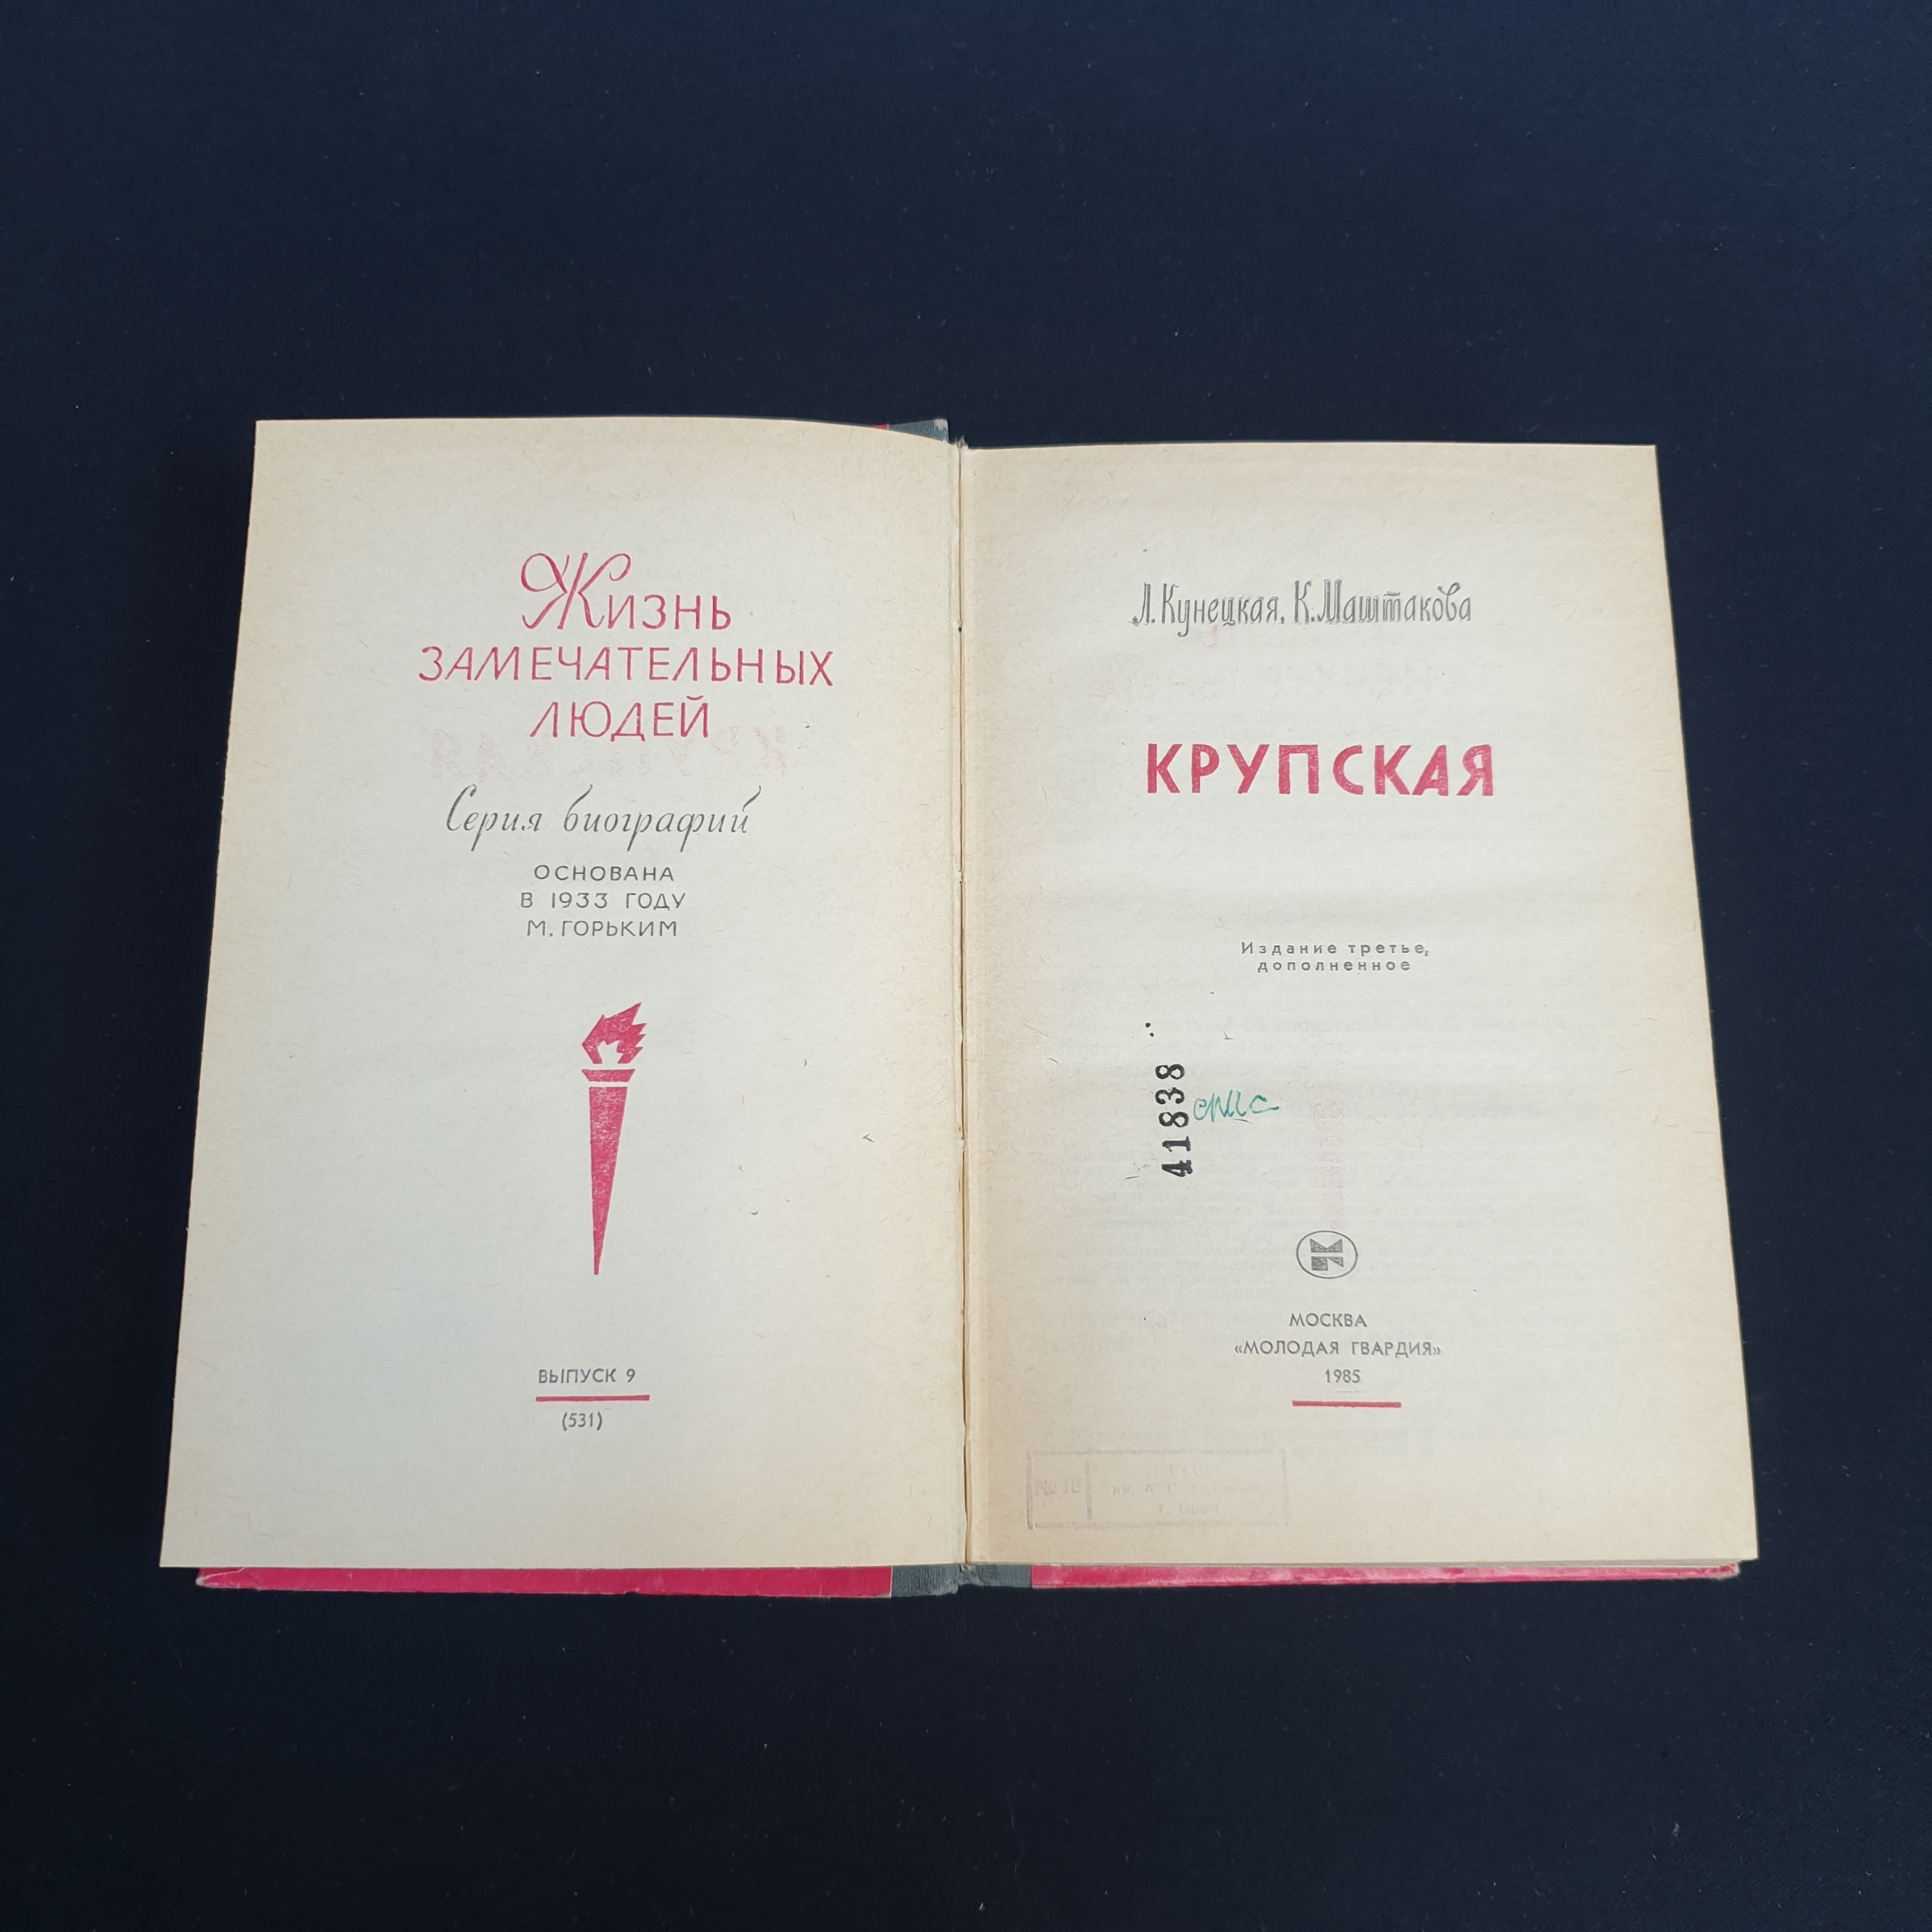 Жизнь
ЗАМЕЧАТЕЛЬНЫХ
ЛЮДЕЙ
Серия биографий
ОСНОВАНА
В 1933 ГОДУ
М. ГОРЬКИМ
ВЫПУСК 9
(531)
Л. Кунецкая, К. Маштакова
КРУПСКАЯ
Издание третье,
дополненное
41838
МОСКВА
«МОЛОДАЯ ГВАРДИЯ»
1985